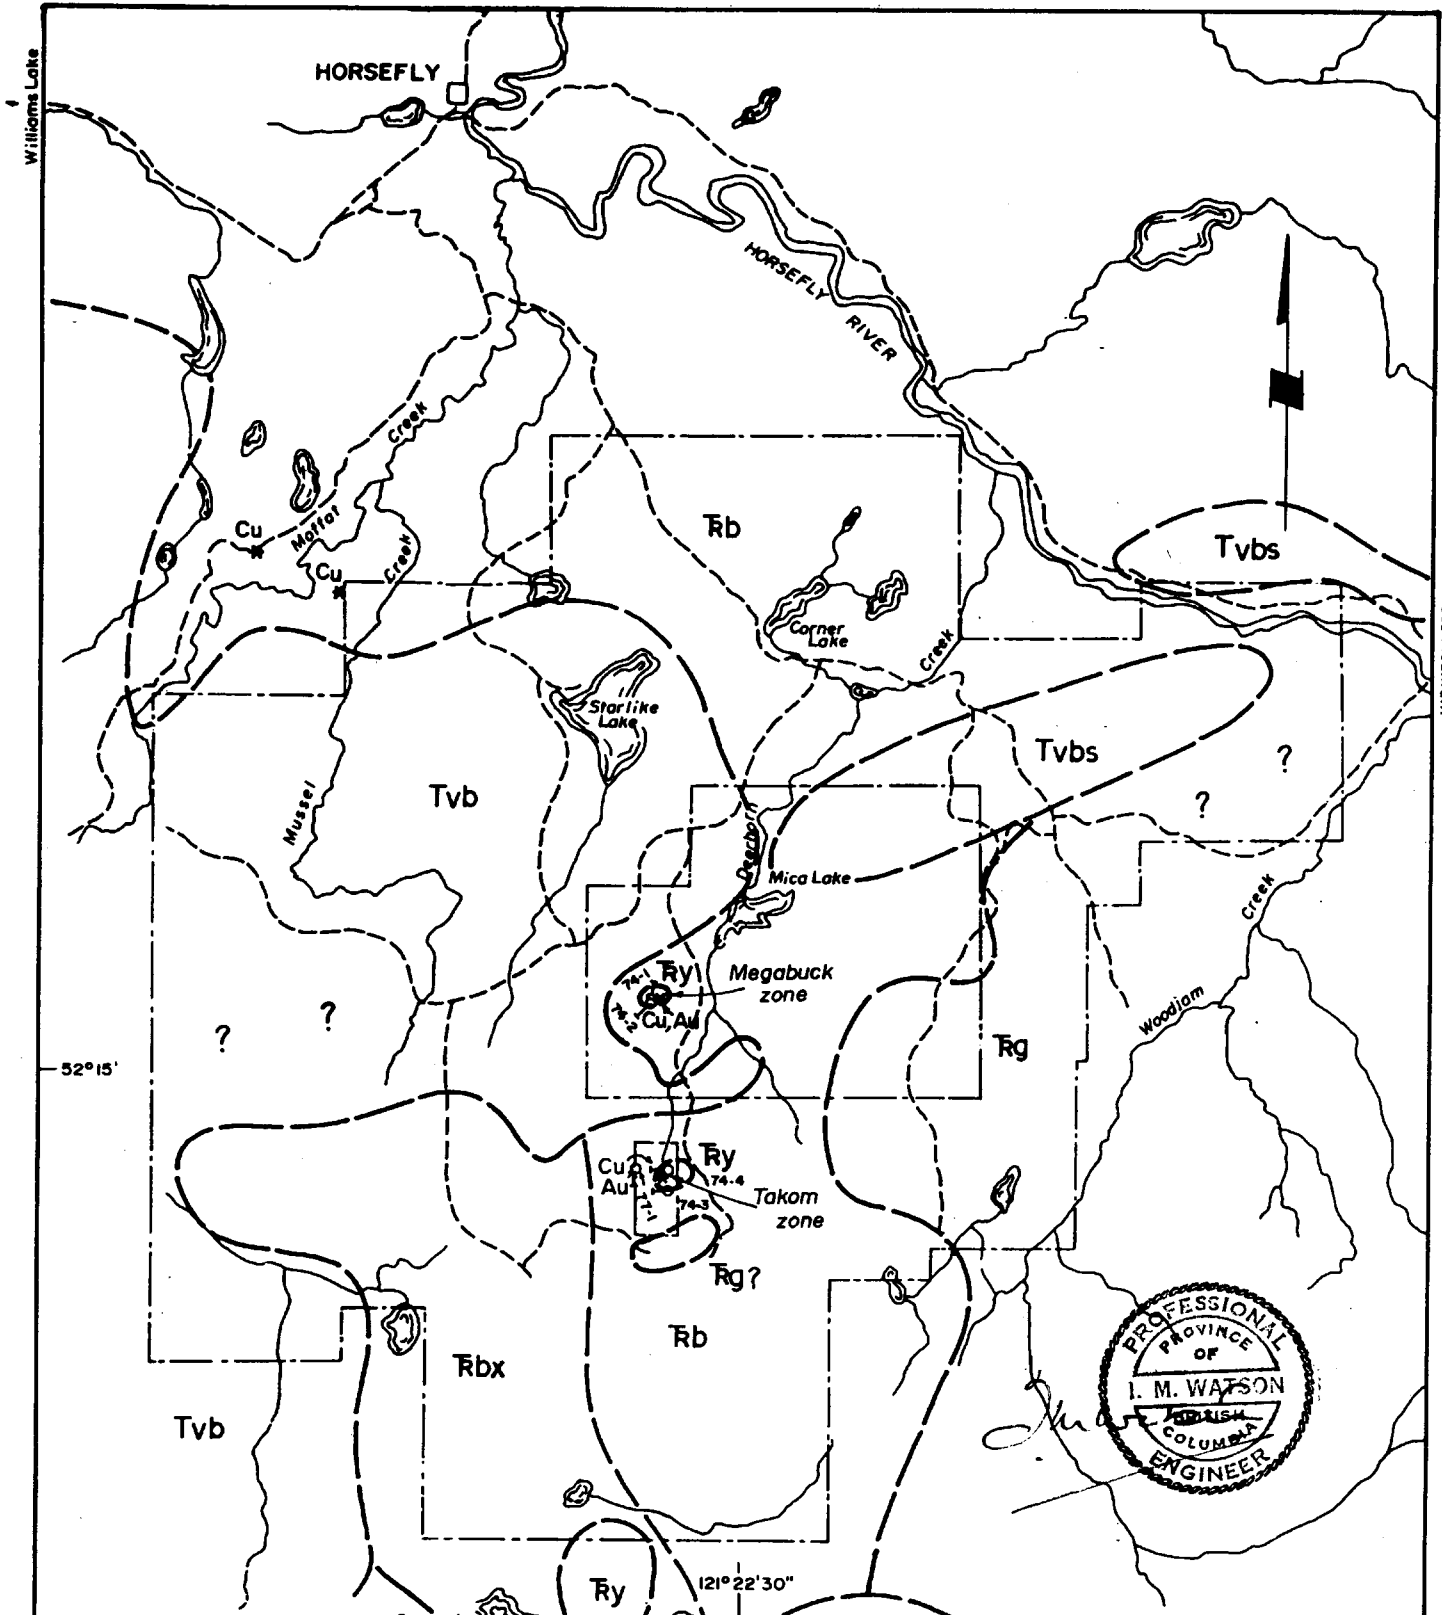 Williams Lake
HORSEFLY
HORSEFLY
RIVER
Creek
Moffat
Cu
Cu
Creek
TRb
Tvbs
Corner
Lake
Creek
Starlike
Lake
Tvbs
?
?
Tvb
Mussel
Deerhorn
Mica Lake
Creek
Woodjam
TRy
74-1
74-2
Cu, Au
Megabuck
zone
?
?
52°15'
TRg
Cu
Au
TRy
74-4
74-3
77-1
Takom
zone
TRg?
TRb
TRbx
Tvb
TRy
121°22'30"
PROFESSIONAL
PROVINCE
OF
I. M. WATSON
BRITISH
COLUMBIA
ENGINEER